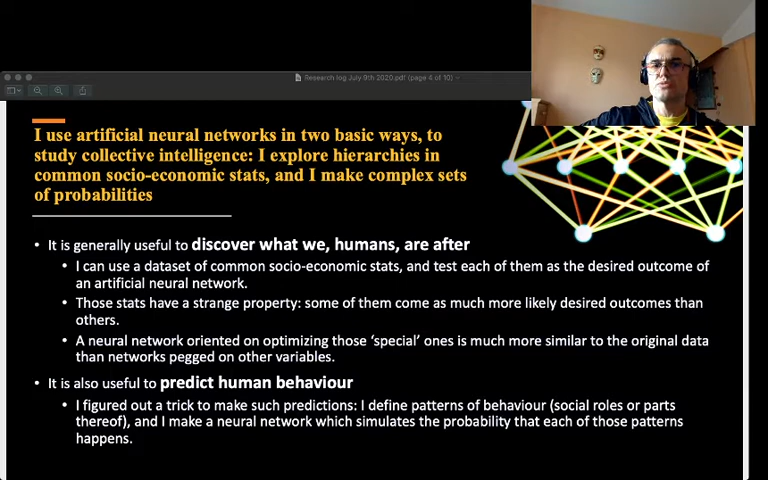 Research log July 9th 2020.pdf (page 4 of 10)
I use artificial neural networks in two basic ways, to
study collective intelligence: I explore hierarchies in
common socio-economic stats, and I make complex sets
of probabilities
• It is generally useful to discover what we, humans, are after
• I can use a dataset of common socio-economic stats, and test each of them as the desired outcome of
an artificial neural network.
• Those stats have a strange property: some of them come as much more likely desired outcomes than
others.
• A neural network oriented on optimizing those ‘special’ ones is much more similar to the original data
than networks pegged on other variables.
• It is also useful to predict human behaviour
• I figured out a trick to make such predictions: I define patterns of behaviour (social roles or parts
thereof), and I make a neural network which simulates the probability that each of those patterns
happens.